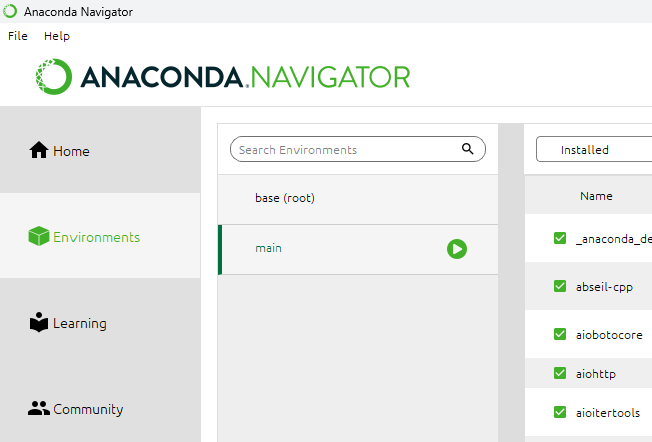 Anaconda Navigator
File Help
ANACONDA.NAVIGATOR
Home
Environments
Learning
Community
Search Environments
base (root)
main
Installed
Name
_anaconda_de
abseil-cpp
aiobotocore
aiohttp
aioitertools